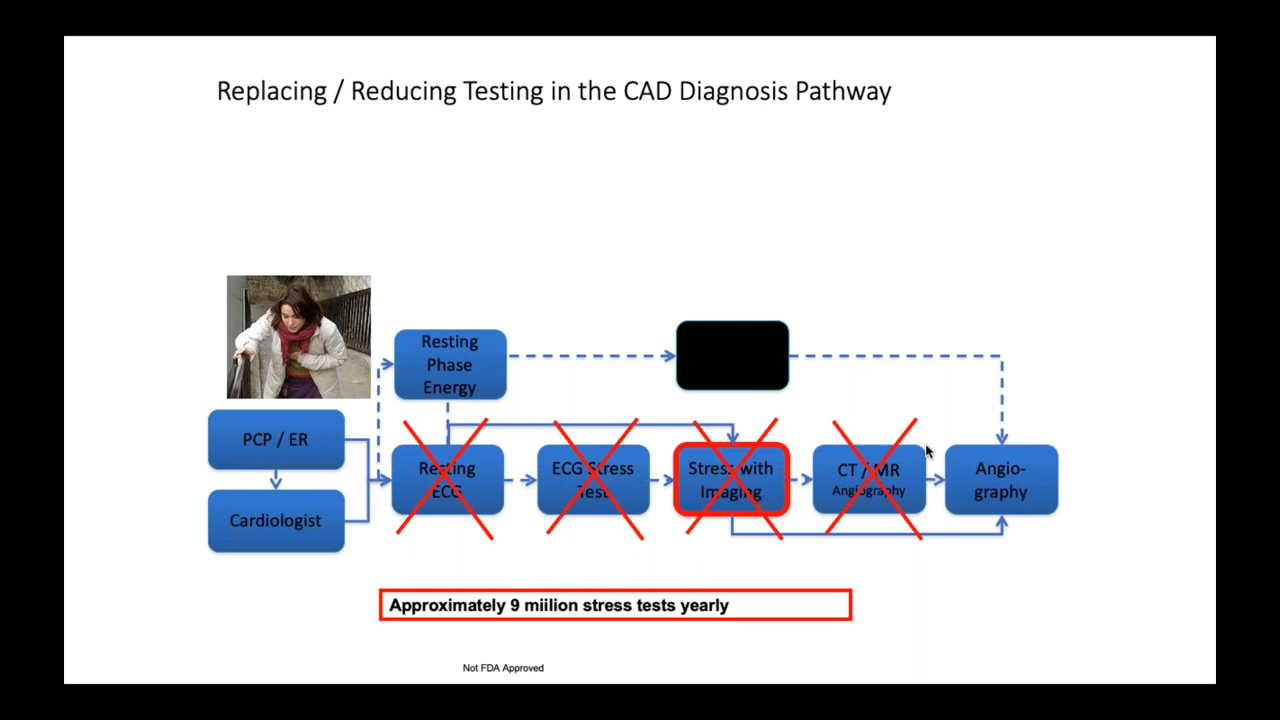 Replacing / Reducing Testing in the CAD Diagnosis Pathway
Resting
Phase
Energy
PCP / ER
Cardiologist
Resting
ECG
ECG Stress
Test
Stress with
Imaging
CT / MR
Angiography
Angio-
graphy
Approximately 9 miilion stress tests yearly
Not FDA Approved